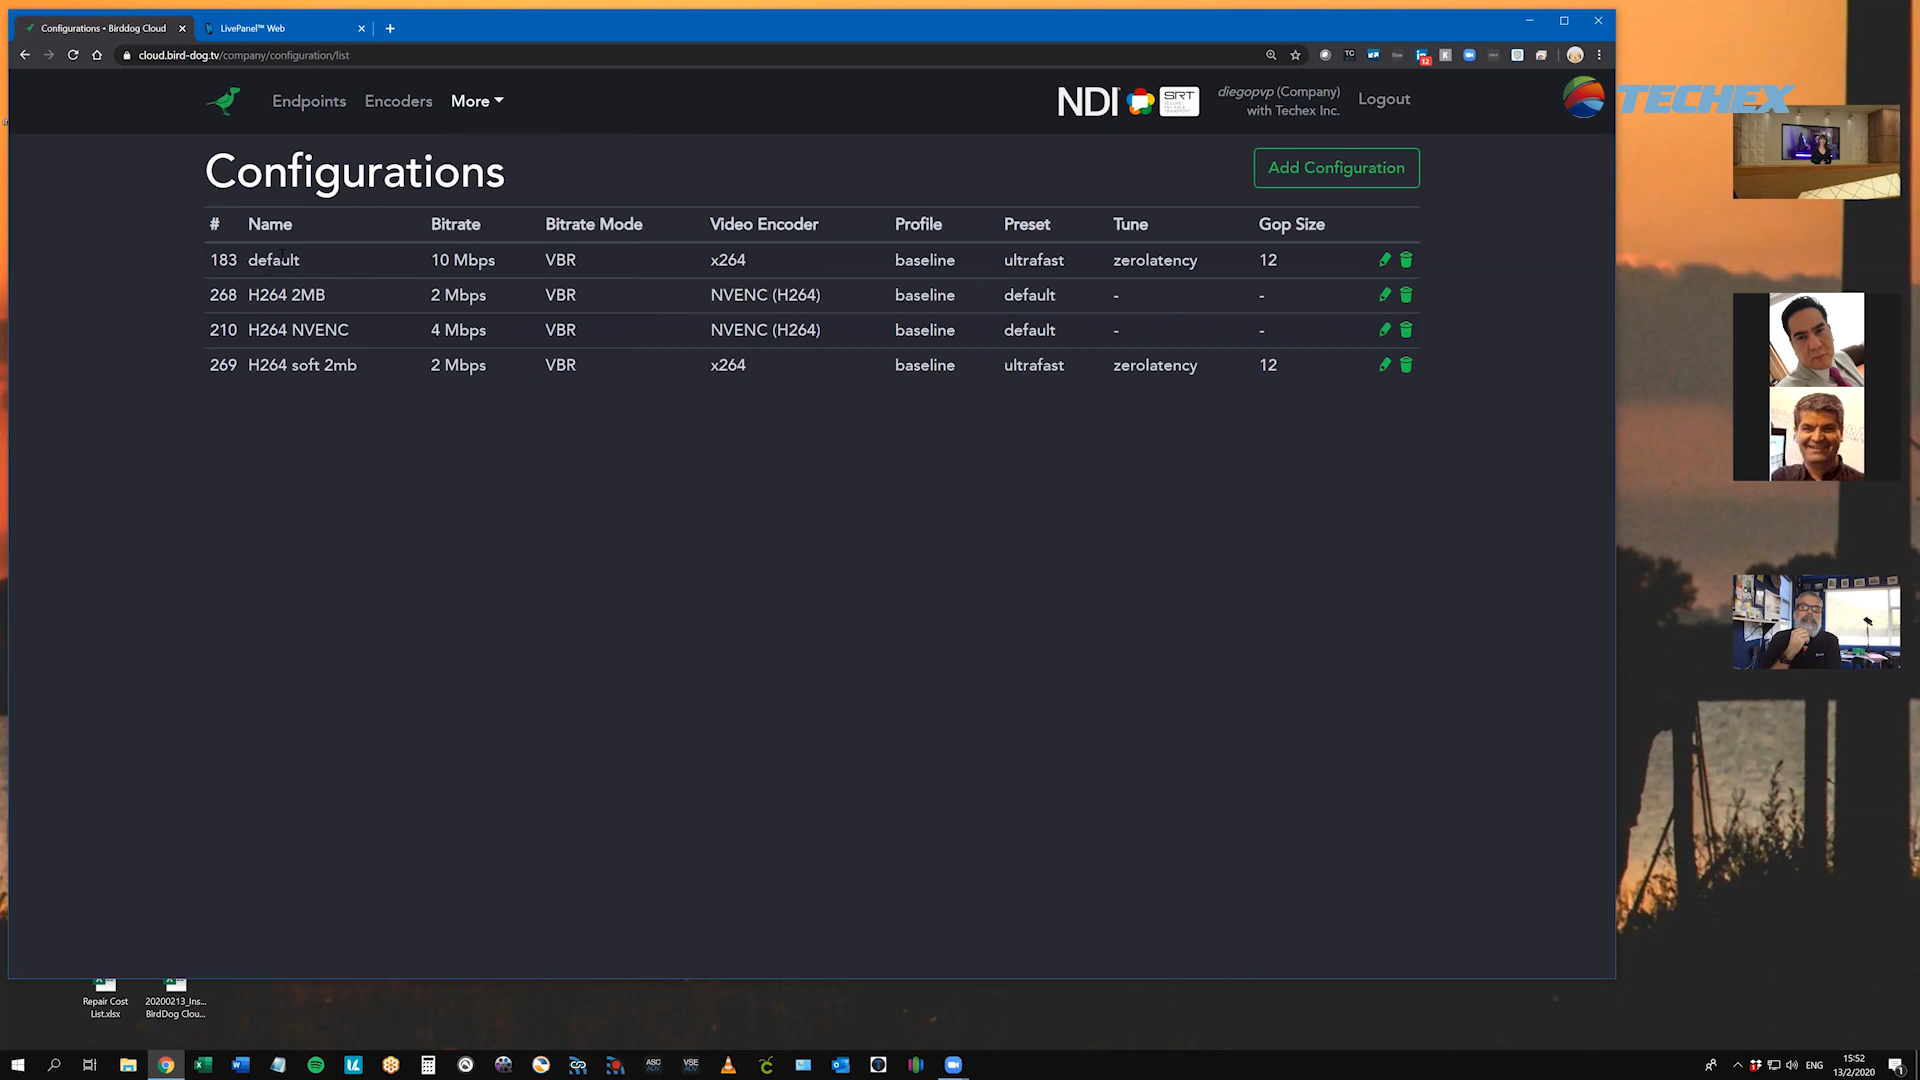 Configurations • Birddog Cloud
LivePanel™ Web
cloud.bird-dog.tv/company/configuration/list
Endpoints Encoders More
NDI SRT
diegopvp (Company)
with Techex Inc.
Logout
TECHEX
Configurations
Add Configuration
# Name Bitrate Bitrate Mode Video Encoder Profile Preset Tune Gop Size
183 default 10 Mbps VBR x264 baseline ultrafast zerolatency 12
268 H264 2MB 2 Mbps VBR NVENC (H264) baseline default - -
210 H264 NVENC 4 Mbps VBR NVENC (H264) baseline default - -
269 H264 soft 2mb 2 Mbps VBR x264 baseline ultrafast zerolatency 12
Repair Cost
List.xlsx
20200213_Ins...
BirdDog Clou...
ENG
15:52
13/2/2020